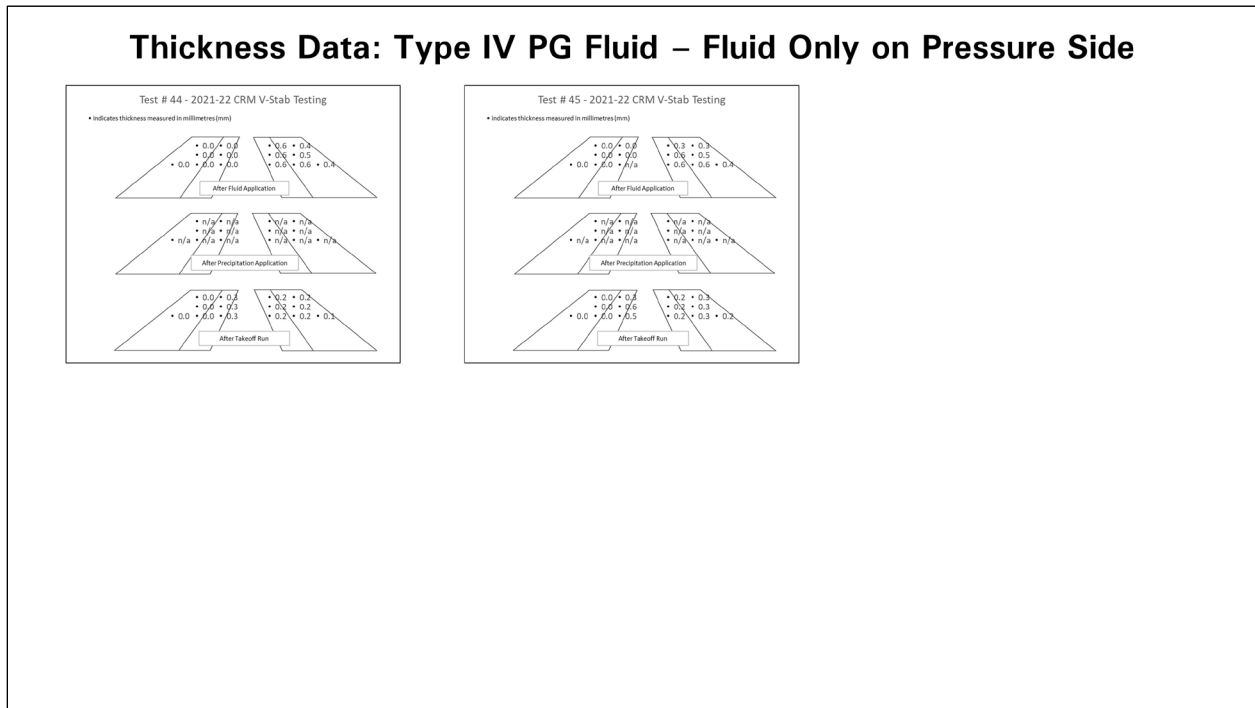 Thickness Data: Type IV PG Fluid – Fluid Only on Pressure Side
Test # 44 - 2021-22 CRM V-Stab Testing
• indicates thickness measured in millimetres (mm)
• 0.0 • 0.0 • 0.6 • 0.4
• 0.0 • 0.0 • 0.6 • 0.5
• 0.0 • 0.0 • 0.0 • 0.6 • 0.6 • 0.4
After Fluid Application
• n/a • n/a • n/a • n/a
• n/a • n/a • n/a • n/a
• n/a • n/a • n/a • n/a • n/a • n/a
After Precipitation Application
• 0.0 • 0.3 • 0.2 • 0.2
• 0.0 • 0.3 • 0.2 • 0.2
• 0.0 • 0.0 • 0.3 • 0.2 • 0.2 • 0.1
After Takeoff Run
Test # 45 - 2021-22 CRM V-Stab Testing
• indicates thickness measured in millimetres (mm)
• 0.0 • 0.0 • 0.3 • 0.3
• 0.0 • 0.0 • 0.6 • 0.5
• 0.0 • 0.0 • n/a • 0.6 • 0.6 • 0.4
After Fluid Application
• n/a • n/a • n/a • n/a
• n/a • n/a • n/a • n/a
• n/a • n/a • n/a • n/a • n/a • n/a
After Precipitation Application
• 0.0 • 0.3 • 0.2 • 0.3
• 0.0 • 0.6 • 0.2 • 0.3
• 0.0 • 0.0 • 0.5 • 0.2 • 0.3 • 0.2
After Takeoff Run